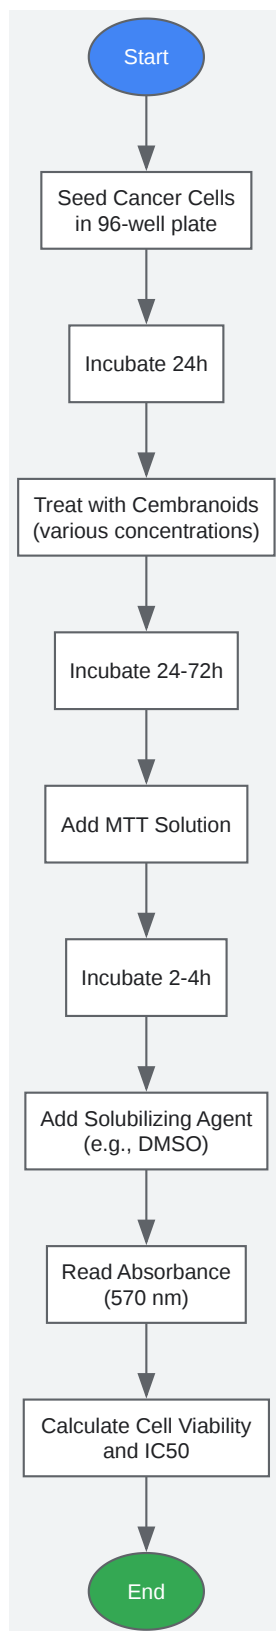 Start
Seed Cancer Cells
in 96-well plate
Incubate 24h
Treat with Cembranoids
(various concentrations)
Incubate 24-72h
Add MTT Solution
Incubate 2-4h
Add Solubilizing Agent
(e.g., DMSO)
Read Absorbance
(570 nm)
Calculate Cell Viability
and IC50
End